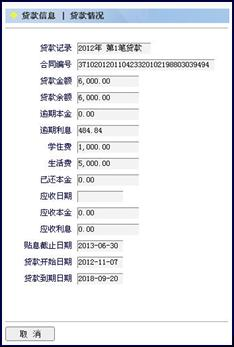 贷款信息 | 贷款情况
贷款记录 2012年 第1笔贷款
合同编号 37102012011042332010219880303949​4
贷款金额 6,000.00
贷款余额 6,000.00
逾期本金 0.00
逾期利息 484.84
学住费 1,000.00
生活费 5,000.00
已还本金 0.00
应收日期
应收本金 0.00
应收利息 0.00
贴息截止日期 2013-06-30
贷款开始日期 2012-11-07
贷款到期日期 2018-09-20
取 消